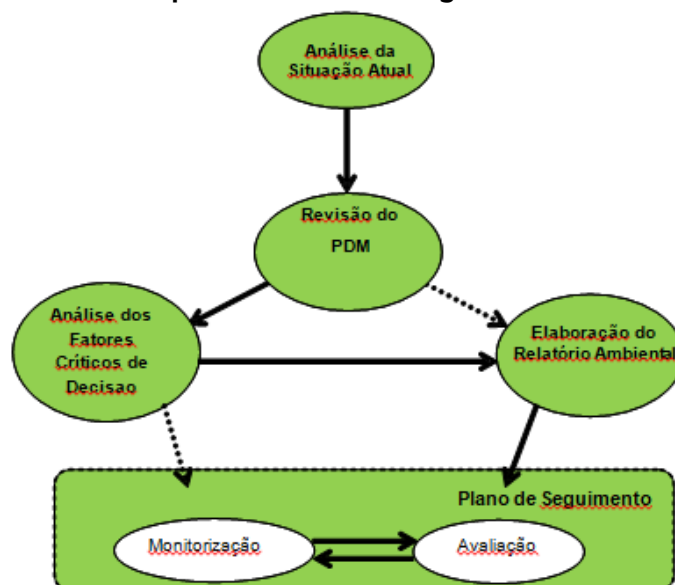 Análise da
Situação Atual
Revisão do
PDM
Análise dos
Fatores
Críticos de
Decisao
Elaboração do
Relatório Ambiental
Plano de Seguimento
Monitorização
Avaliação